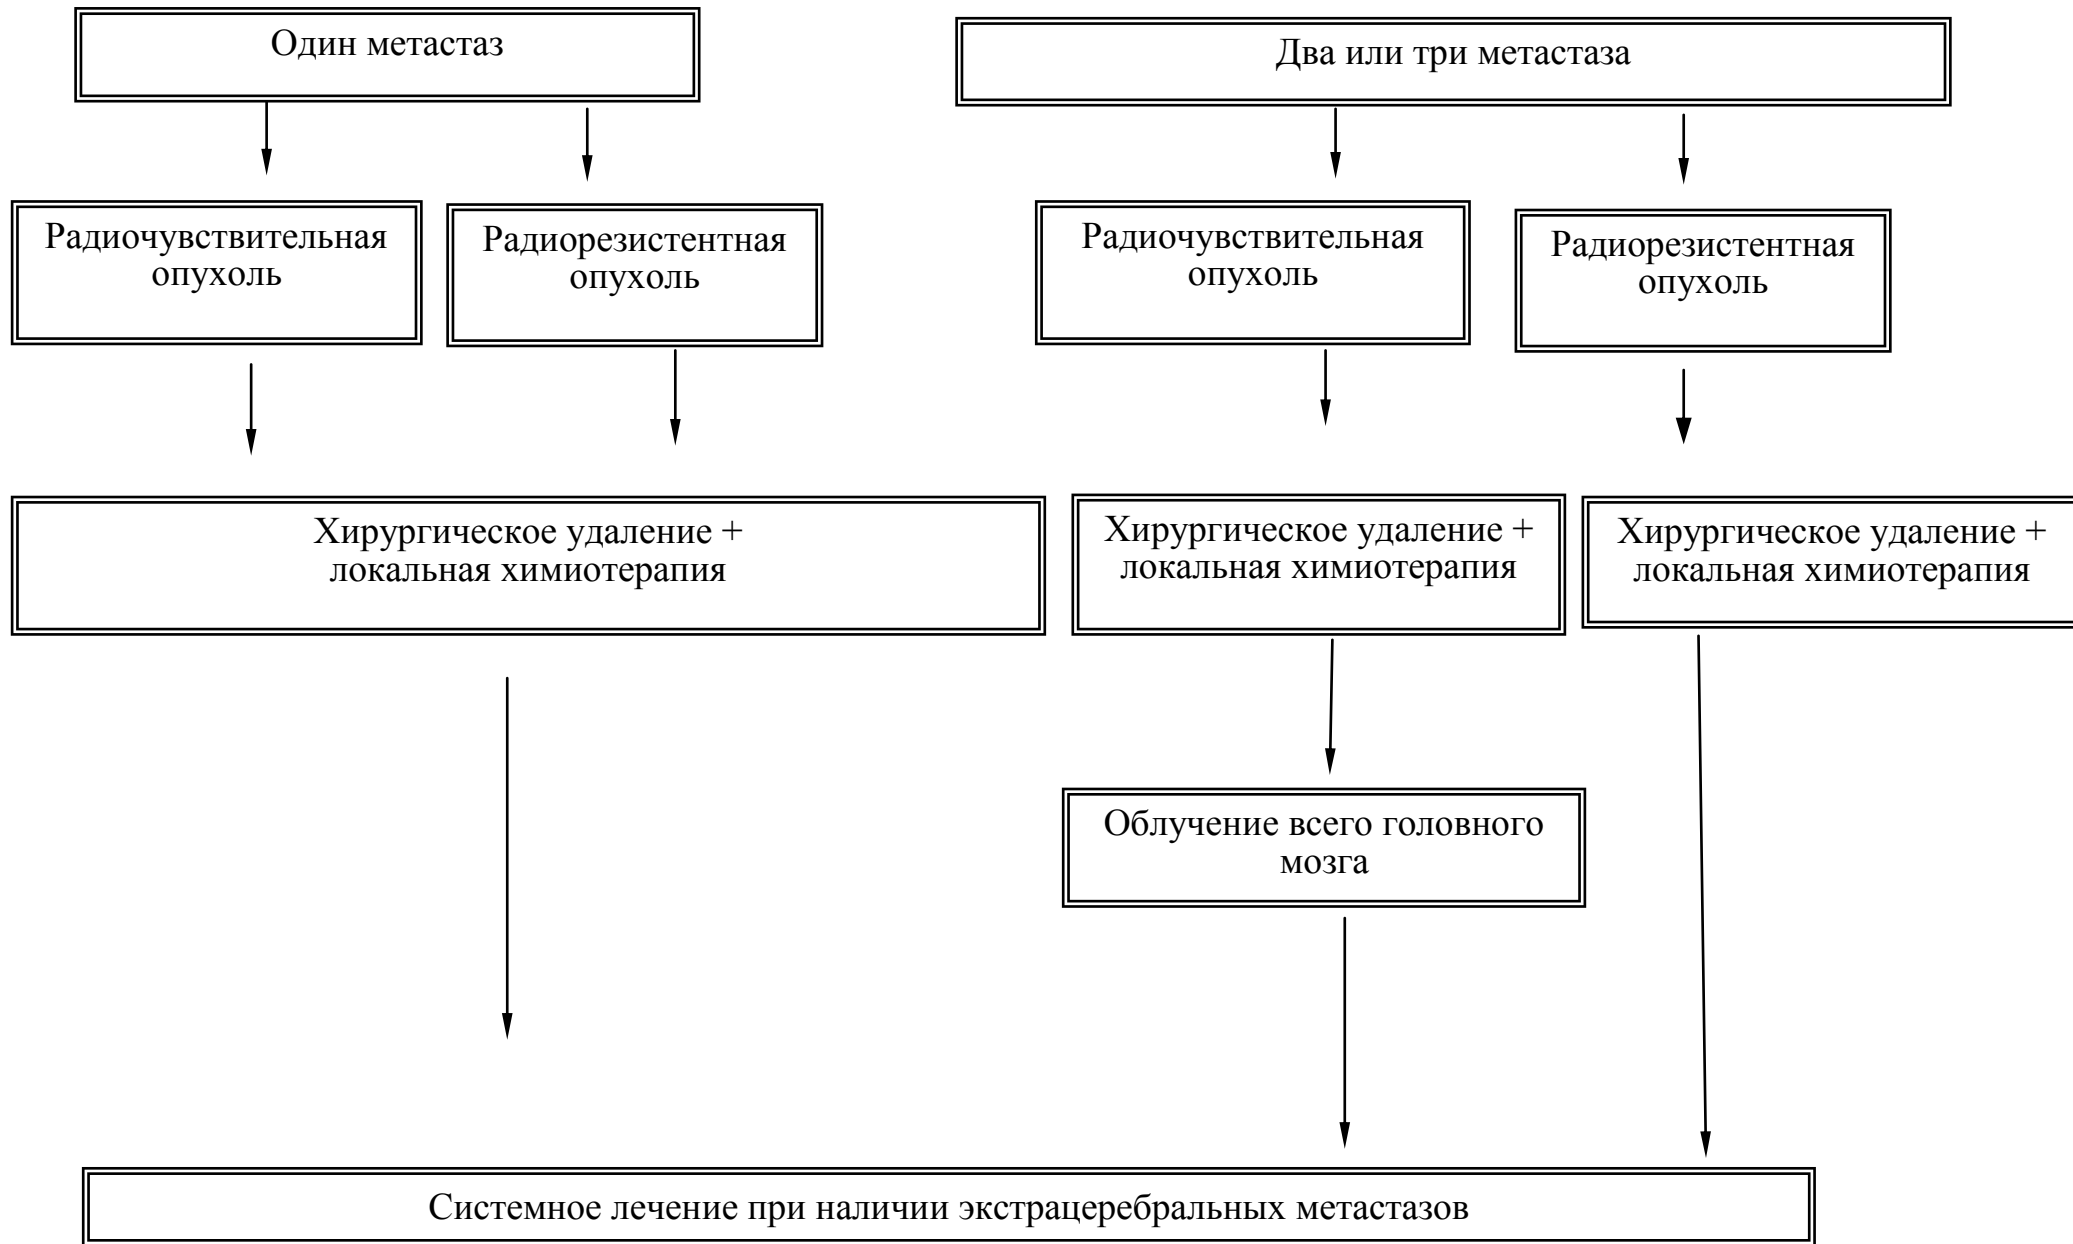 Один метастаз
Два или три метастаза
Радиочувствительная
опухоль
Радиорезистентная
опухоль
Радиочувствительная
опухоль
Радиорезистентная
опухоль
Хирургическое удаление +
локальная химиотерапия
Хирургическое удаление +
локальная химиотерапия
Хирургическое удаление +
локальная химиотерапия
Облучение всего головного
мозга
Системное лечение при наличии экстрацеребральных метастазов